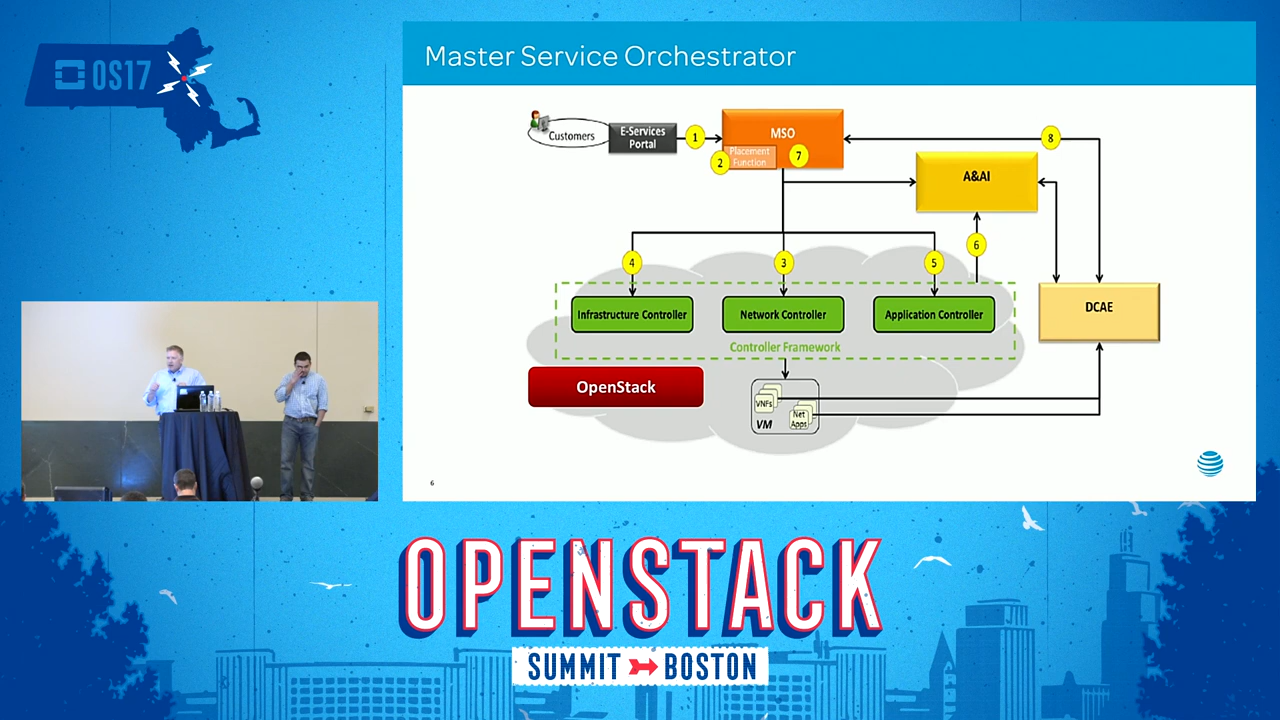 OS17
Master Service Orchestrator
Customers
E-Services
Portal
1
MSO
Placement
Function
2
7
8
A&AI
6
4
3
5
Infrastructure Controller
Network Controller
Application Controller
Controller Framework
DCAE
OpenStack
VNFs
Net
Apps
VM
6
OPENSTACK
SUMMIT BOSTON